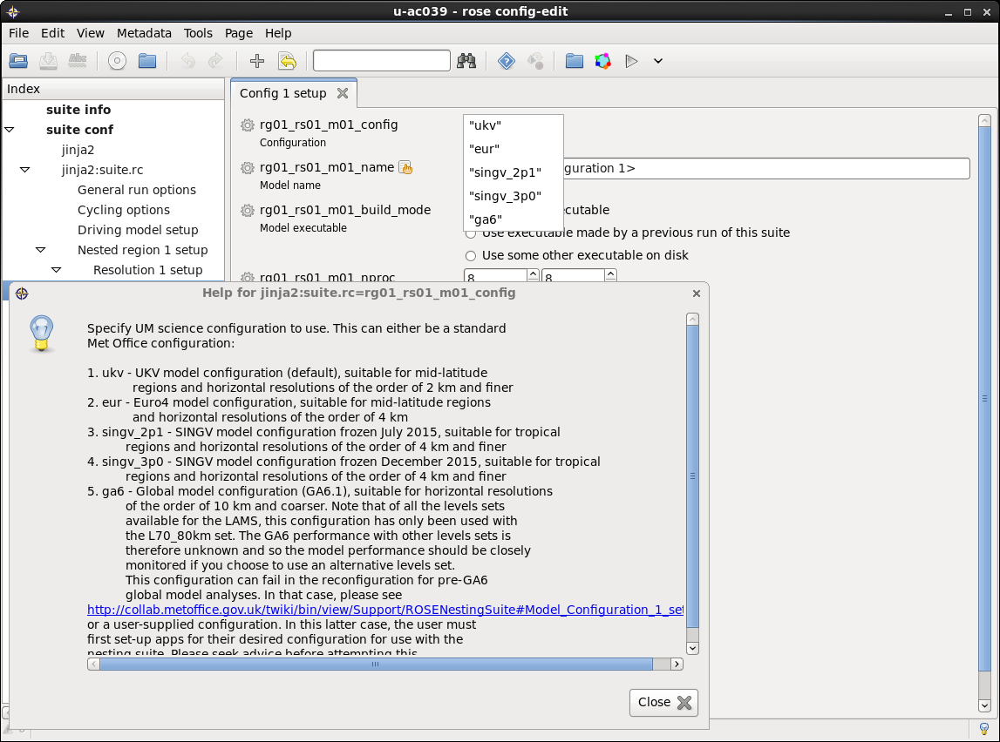 u-ac039 - rose config-edit
File Edit View Metadata Tools Page Help
Index
suite info
suite conf
jinja2
jinja2:suite.rc
General run options
Cycling options
Driving model setup
Nested region 1 setup
Resolution 1 setup
Config 1 setup
rg01_rs01_m01_config
Configuration
"ukv"
"eur"
"singv_2p1"
"singv_3p0"
"ga6"
rg01_rs01_m01_name
guration 1>
Model name
rg01_rs01_m01_build_mode
cutable
Model executable
Use executable made by a previous run of this suite
Use some other executable on disk
rg01_rs01_m01_nproc
8 8
Help for jinja2:suite.rc=rg01_rs01_m01_config
Specify UM science configuration to use. This can either be a standard
Met Office configuration:
1. ukv - UKV model configuration (default), suitable for mid-latitude
regions and horizontal resolutions of the order of 2 km and finer
2. eur - Euro4 model configuration, suitable for mid-latitude regions
and horizontal resolutions of the order of 4 km
3. singv_2p1 - SINGV model configuration frozen July 2015, suitable for tropical
regions and horizontal resolutions of the order of 4 km and finer
4. singv_3p0 - SINGV model configuration frozen December 2015, suitable for tropical
regions and horizontal resolutions of the order of 4 km and finer
5. ga6 - Global model configuration (GA6.1), suitable for horizontal resolutions
of the order of 10 km and coarser. Note that of all the levels sets
available for the LAMS, this configuration has only been used with
the L70_80km set. The GA6 performance with other levels sets is
therefore unknown and so the model performance should be closely
monitored if you choose to use an alternative levels set.
This configuration can fail in the reconfiguration for pre-GA6
global model analyses. In that case, please see
http://collab.metoffice.gov.uk/twiki/bin/view/Support/ROSENestingSuite#Model_Configuration_1_set
or a user-supplied configuration. In this latter case, the user must
first set-up apps for their desired configuration for use with the
nesting suite. Please seek advice before attempting this
Close